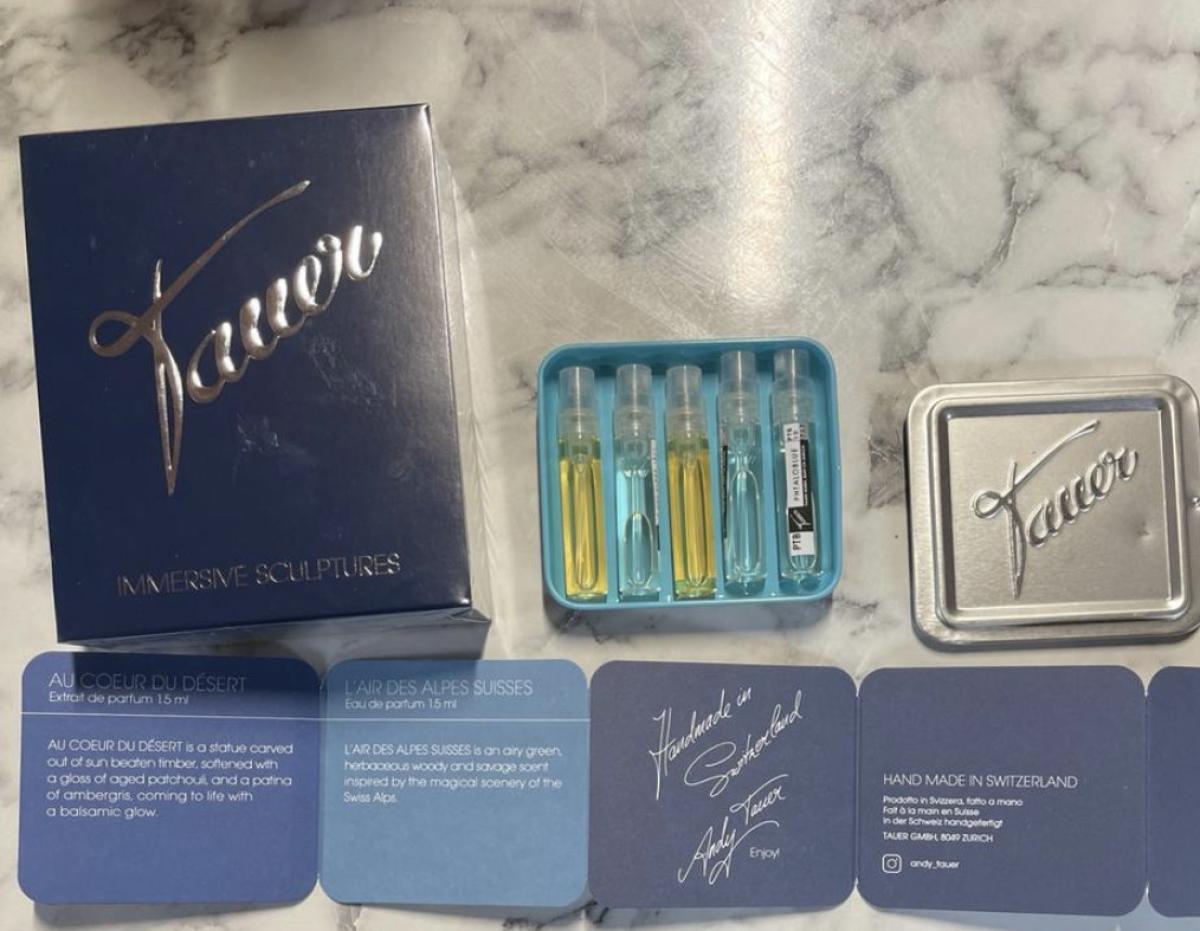 Tauer
IMMERSIVE SCULPTURES
PTB
PHTALOBLUE
Tauer
AU COEUR DU DÉSERT
Extrait de parfum 1.5 ml
AU COEUR DU DÉSERT is a statue carved
out of sun beaten timber, softened with
a gloss of aged patchouli, and a patina
of ambergris, coming to life with
a balsamic glow.
L'AIR DES ALPES SUISSES
Eau de parfum 1.5 ml
L'AIR DES ALPES SUISSES is an airy green,
herbaceous woody and savage scent
inspired by the magical scenery of the
Swiss Alps.
Handmade in
Switzerland
Andy Tauer
Enjoy!
HAND MADE IN SWITZERLAND
Prodotto in Svizzera, fatto a mano
Fait à la main en Suisse
In der Schweiz handgefertigt
TAUER GMBH, 8049 ZURICH
andy_tauer